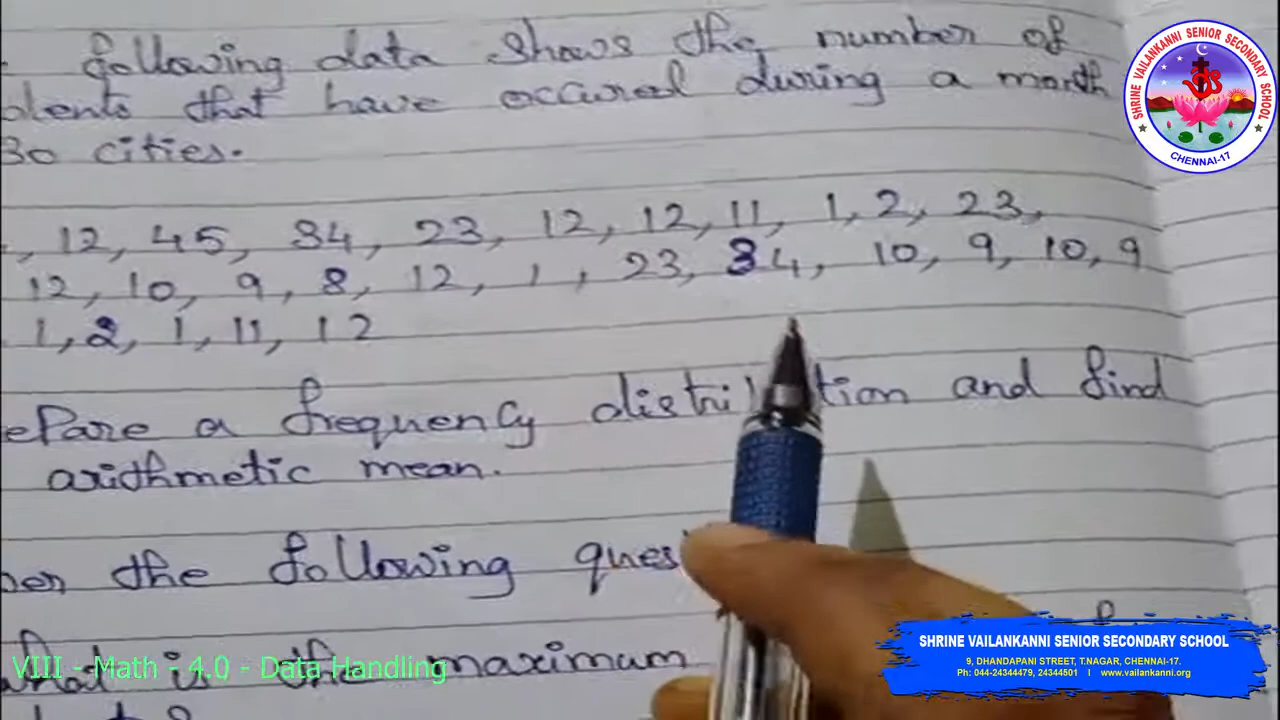 following data shows the number of
dents that have occured during a month
30 cities.
, 12, 45, 34, 23, 12, 12, 11, 1, 2, 23,
12, 10, 9, 8, 12, 1, 23, 34, 10, 9, 10, 9
1, 2, 1, 11, 12
epare a frequency distri tion and find
arithmetic mean.
the following ques
hat is the maximum
SHRINE VAILANKANNI SENIOR SECONDARY SCHOOL
CHENNAI-17
VIII - Math - 4.0 - Data Handling
SHRINE VAILANKANNI SENIOR SECONDARY SCHOOL
9, DHANDAPANI STREET, T.NAGAR, CHENNAI-17.
Ph: 044-24344479, 24344501 | www.vailankanni.org